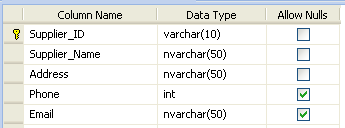 Column Name Data Type Allow Nulls
Supplier_ID varchar(10)
Supplier_Name nvarchar(50)
Address nvarchar(50)
Phone int
Email nvarchar(50)